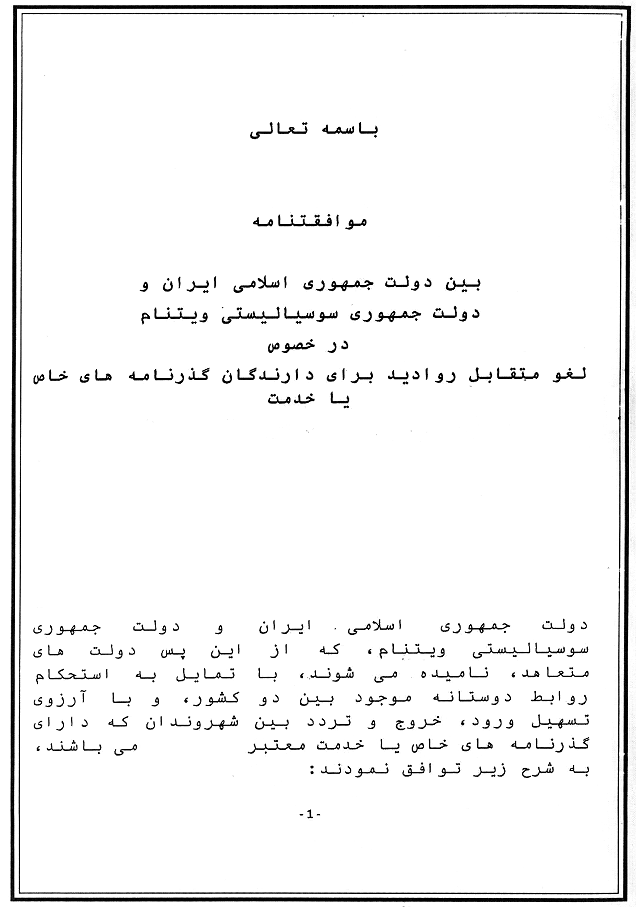 باسمه تعالی
موافقتنامه
بین دولت جمهوری اسلامی ایران و
دولت جمهوری سوسیالیستی ویتنام
در خصوص
لغو متقابل روادید برای دارندگان گذرنامه های خاص
یا خدمت
دولت جمهوری اسلامی ایران و دولت جمهوری
سوسیالیستی ویتنام، که از این پس دولت های
متعاهد، نامیده می شوند، با تمایل به استحکام
روابط دوستانه موجود بین دو کشور، و با آرزوی
تسهیل ورود، خروج و تردد بین شهروندان که دارای
گذرنامه های خاص یا خدمت معتبر می باشند،
به شرح زیر توافق نمودند:
-1-